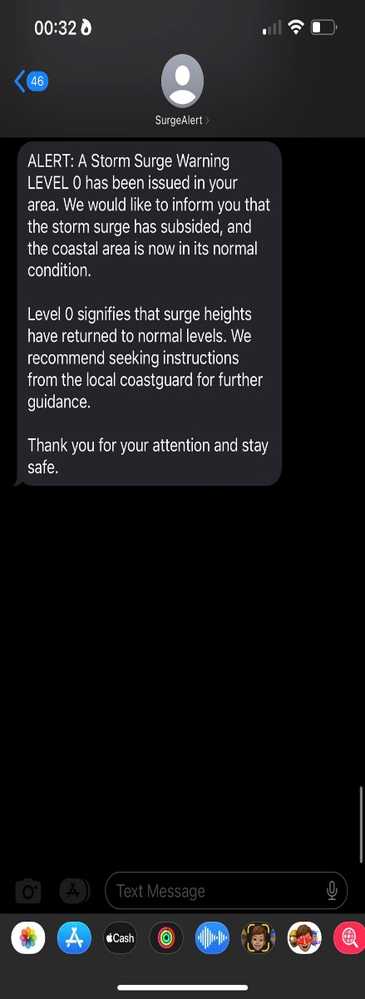 00:32
46
SurgeAlert
ALERT: A Storm Surge Warning
LEVEL 0 has been issued in your
area. We would like to inform you that
the storm surge has subsided, and
the coastal area is now in its normal
condition.
Level 0 signifies that surge heights
have returned to normal levels. We
recommend seeking instructions
from the local coastguard for further
guidance.
Thank you for your attention and stay
safe.
Text Message
Cash